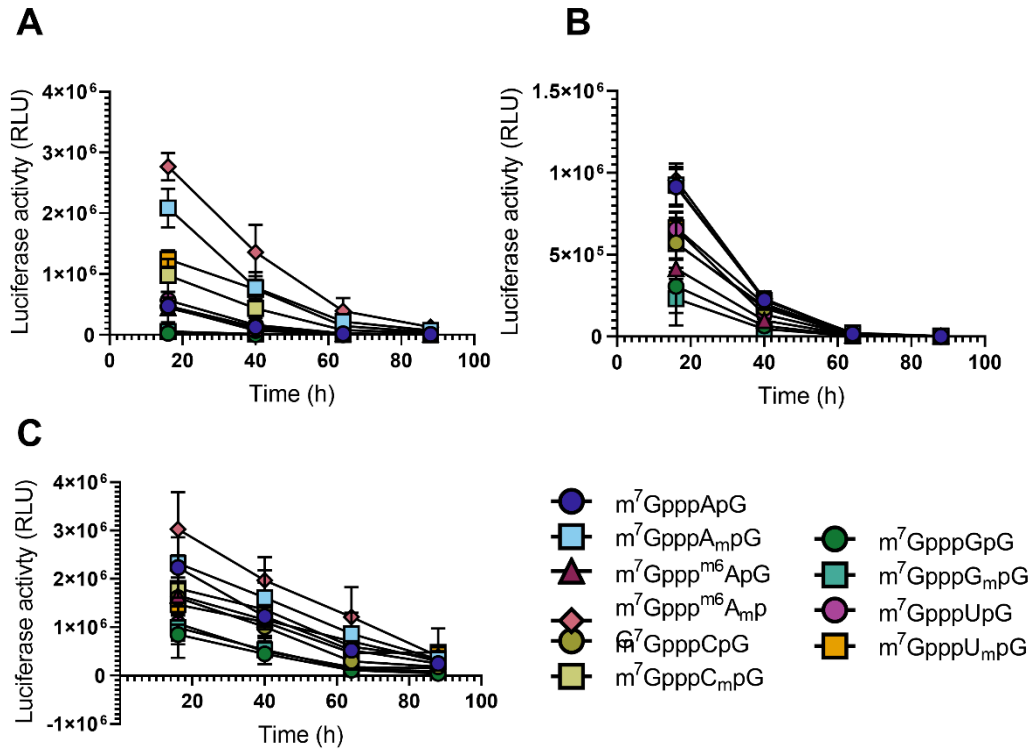 A
B
Luciferase activty (RLU)
4×10⁶
3×10⁶
2×10⁶
1×10⁶
0
0 20 40 60 80 100
Time (h)
Luciferase activty (RLU)
1.5×10⁶
1×10⁶
5×10⁵
0
0 20 40 60 80 100
Time (h)
C
Luciferase activity (RLU)
4×10⁶
3×10⁶
2×10⁶
1×10⁶
0
-1×10⁶
20 40 60 80 100
Time (h)
m⁷GpppApG
m⁷GpppAₘpG
m⁷Gpppᵐ⁶ApG
m⁷Gpppᵐ⁶Aₘp
G
m⁷GpppCpG
m⁷GpppCₘpG
m⁷GpppGpG
m⁷GpppGₘpG
m⁷GpppUpG
m⁷GpppUₘpG